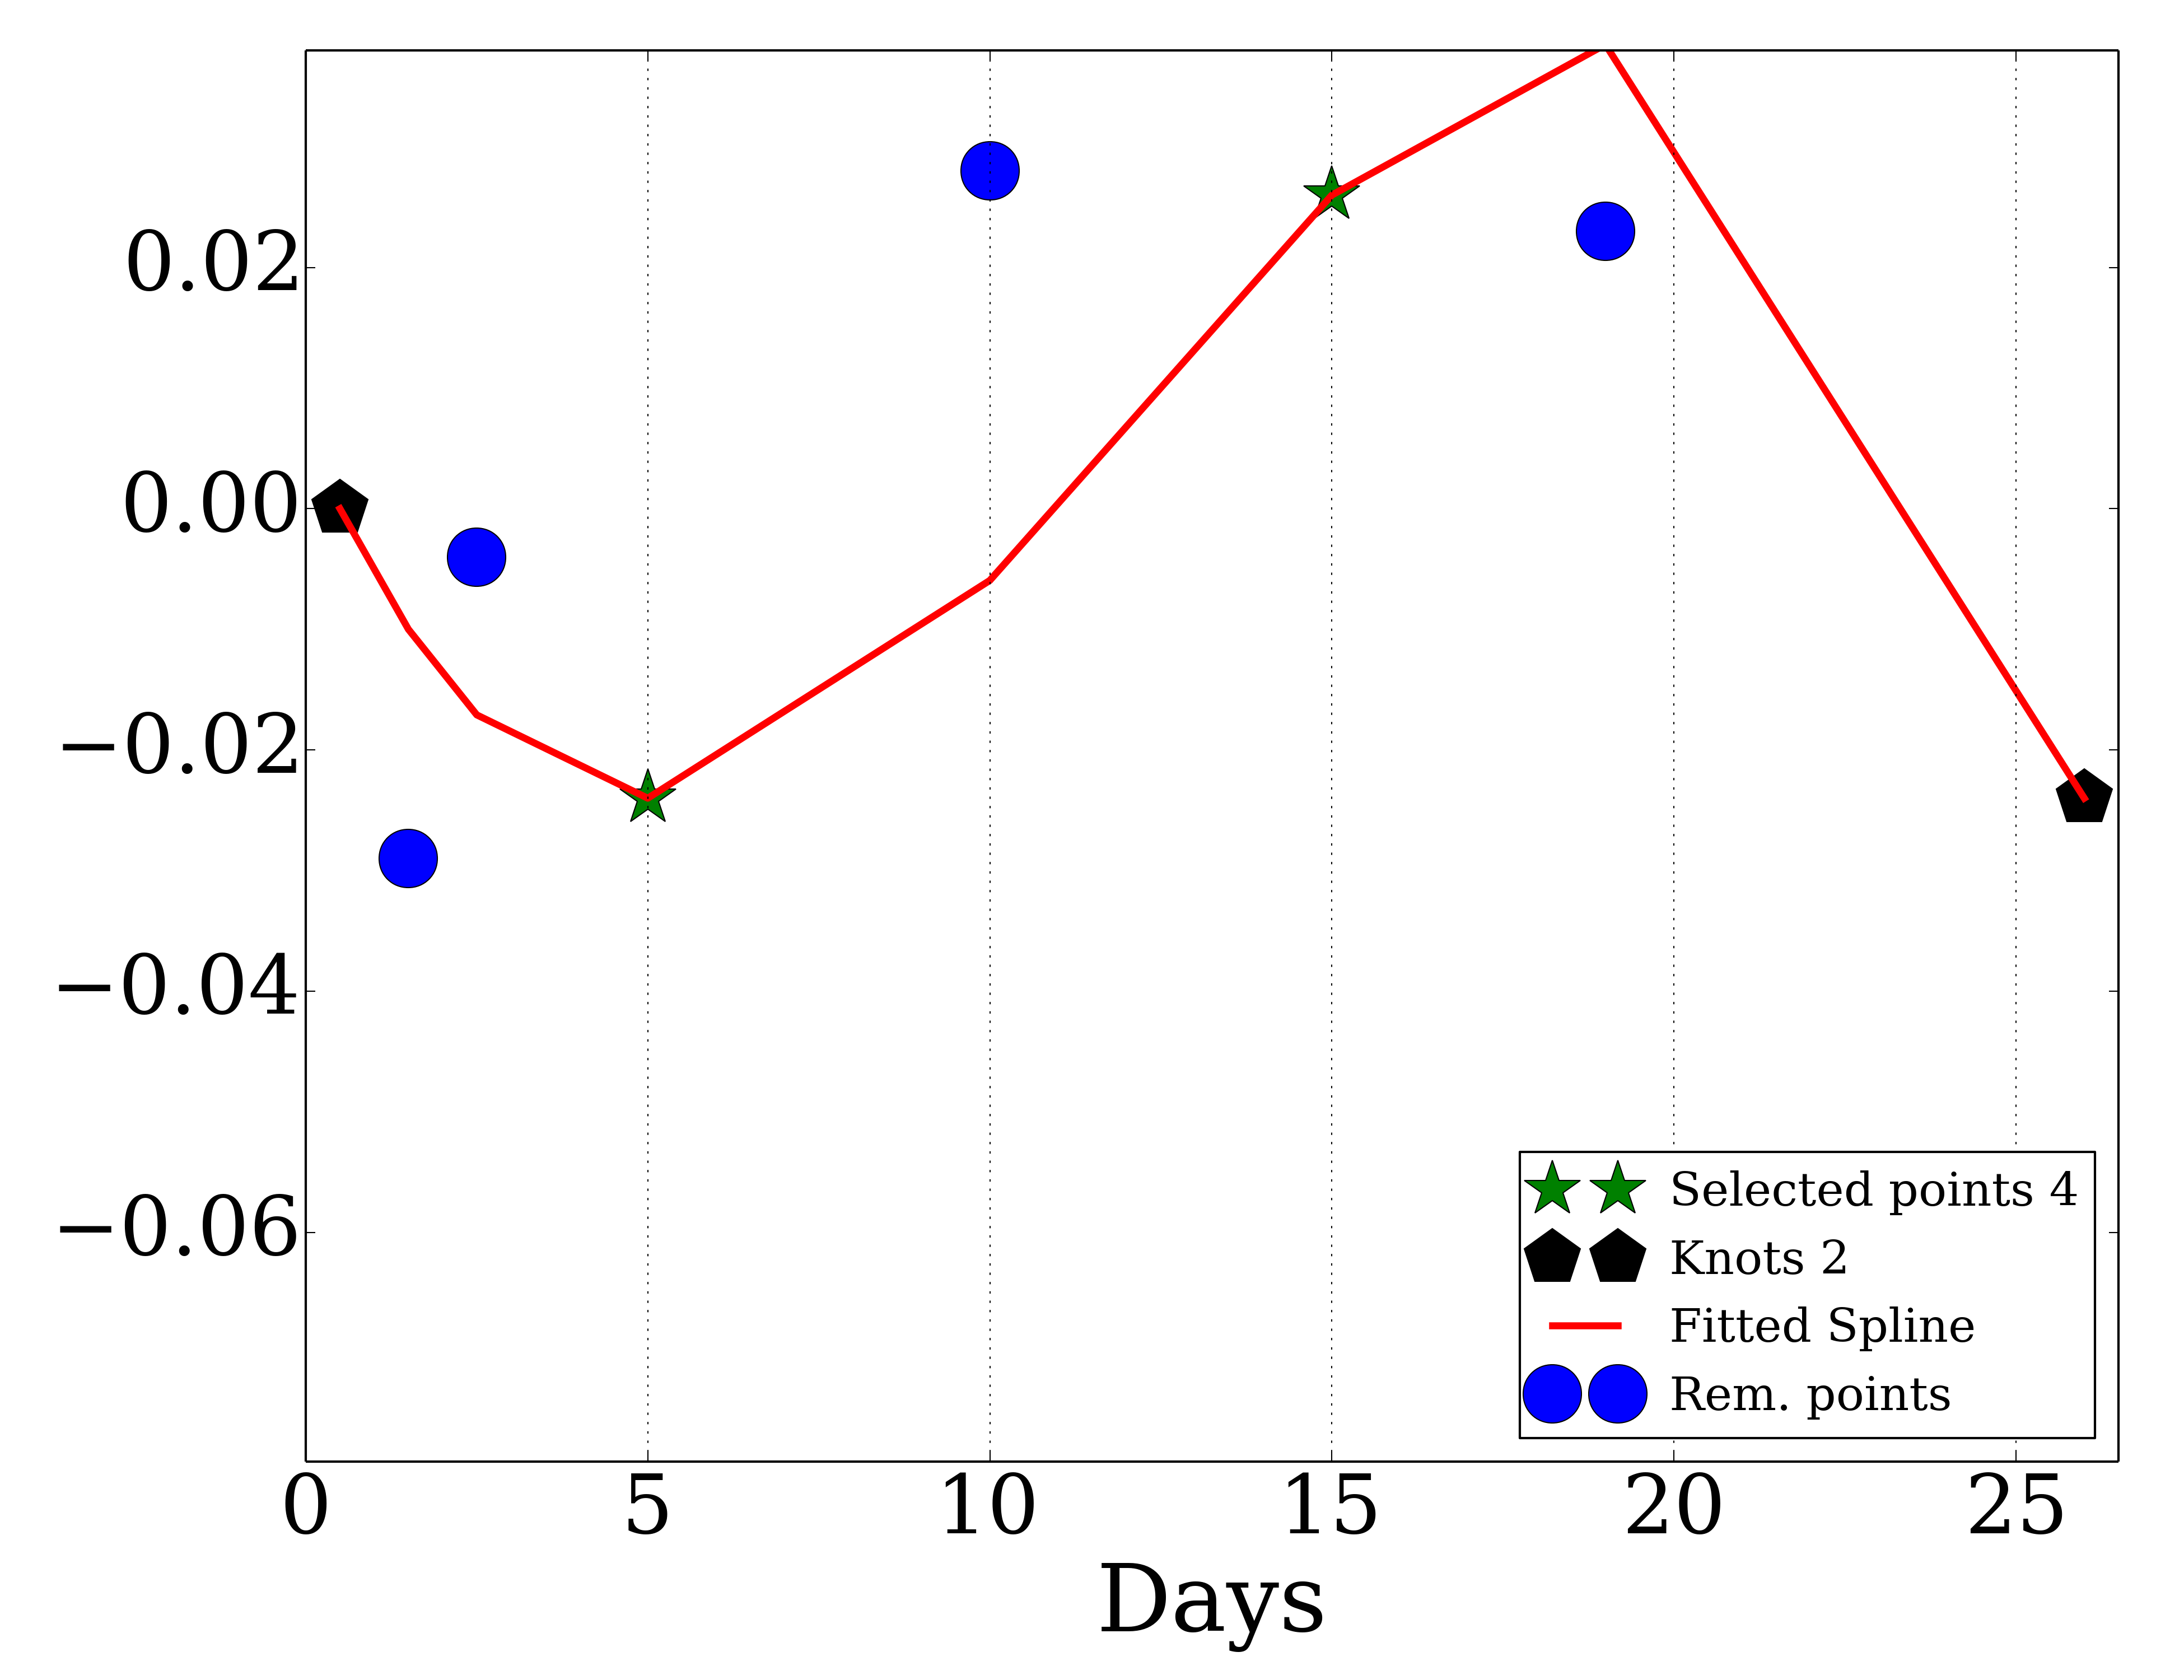 0.02
0.00
−0.02
−0.04
−0.06
Selected points 4
Knots 2
Fitted Spline
Rem. points
0 5 10 15 20 25
Days